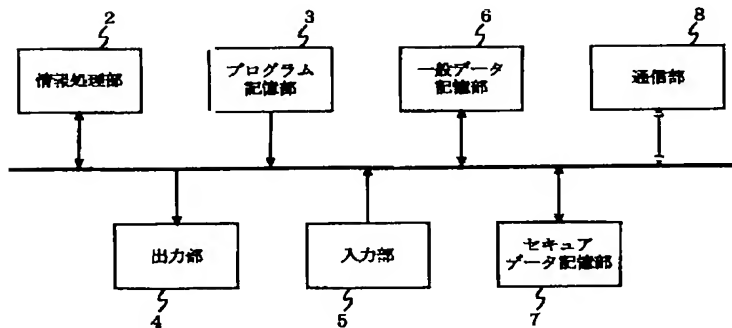 2
3
6
8
情報処理部
プログラム
記憶部
一般データ
記憶部
通信部
出力部
入力部
セキュア
データ記憶部
4
5
7